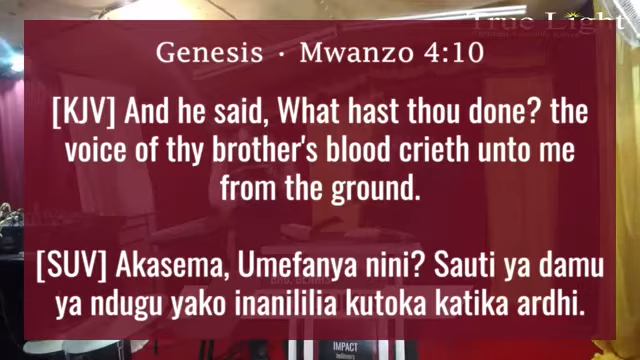 True Light
Genesis · Mwanzo 4:10
[KJV] And he said, What hast thou done? the
voice of thy brother's blood crieth unto me
from the ground.
[SUV] Akasema, Umefanya nini? Sauti ya damu
ya ndugu yako inanililia kutoka katika ardhi.
IMPACT